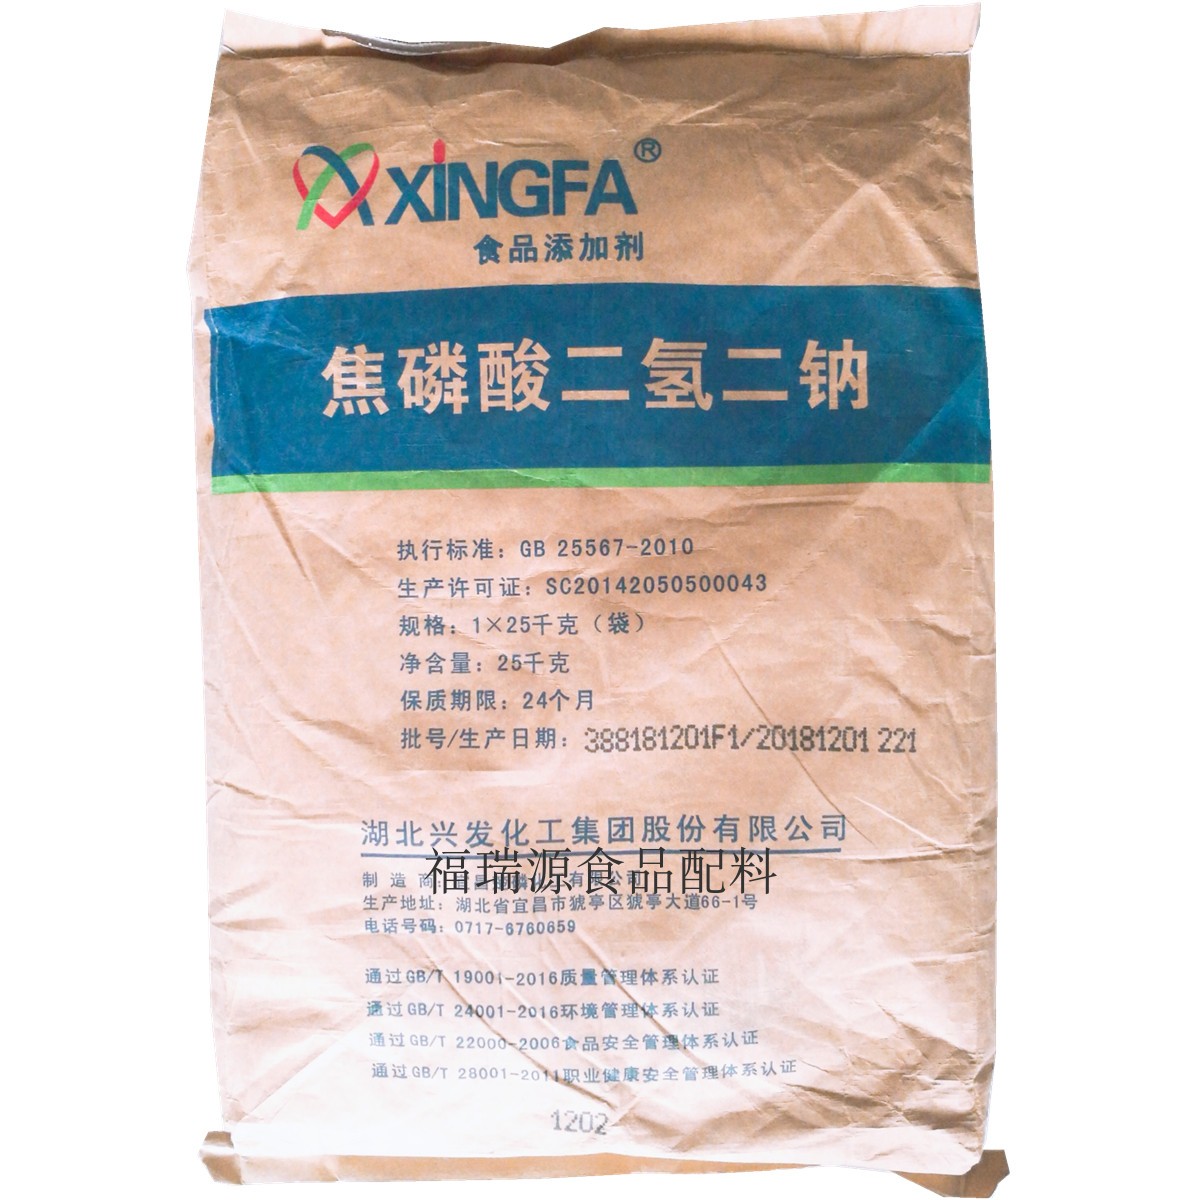 XINGFA®
食品添加剂
焦磷酸二氢二钠
执行标准：GB 25567-2010
生产许可证：SC20142050500043
规格：1×25千克（袋）
净含量：25千克
保质期限：24个月
批号/生产日期：388181201F1/20181201 221
湖北兴发化工集团股份有限公司
福瑞源食品配料
制造商 有限公司
生产地址：湖北省宜昌市猇亭区猇亭大道66-1号
电话号码：0717-6760659
通过GB/T 19001-2016质量管理体系认证
通过GB/T 24001-2016环境管理体系认证
通过GB/T 22000-2006食品安全管理体系认证
通过GB/T 28001-2011职业健康安全管理体系认证
1202